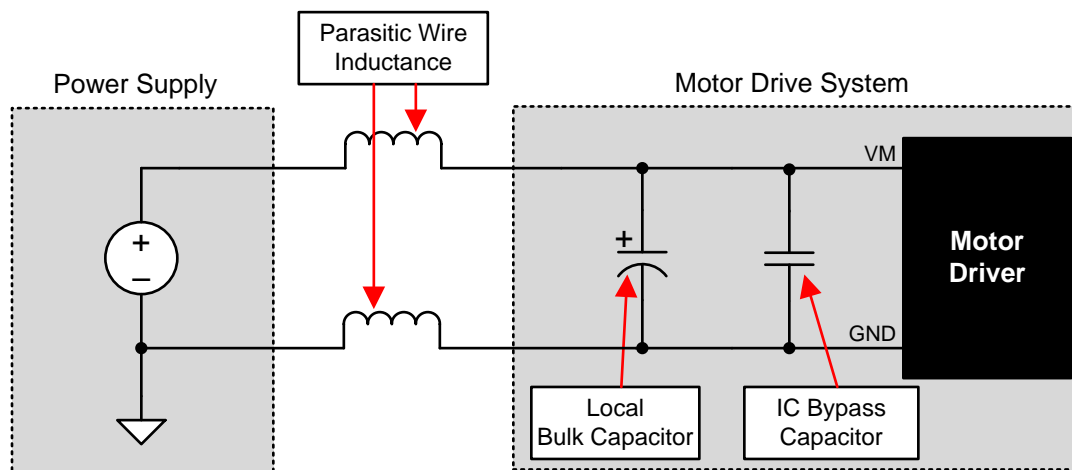 Parasitic Wire
Inductance
Power Supply
Motor Drive System
VM
+
–
+
Motor
Driver
GND
Local
Bulk Capacitor
IC Bypass
Capacitor